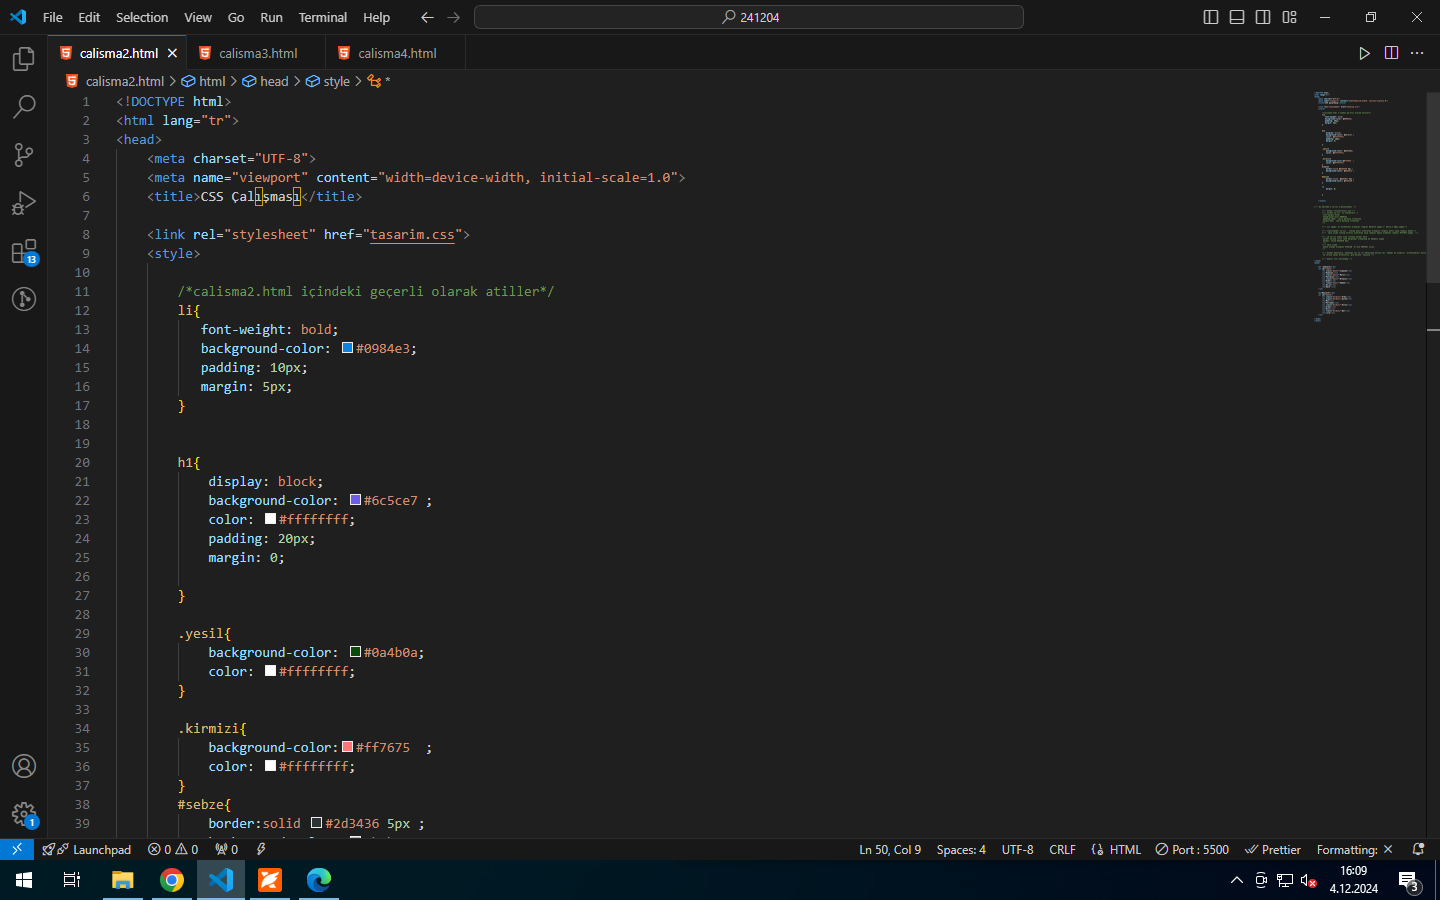 File Edit Selection View Go Run Terminal Help 241204
calisma2.html calisma3.html calisma4.html
calisma2.html > html > head > style > *
1 <!DOCTYPE html>
2 <html lang="tr">
3 <head>
4 <meta charset="UTF-8">
5 <meta name="viewport" content="width=device-width, initial-scale=1.0">
6 <title>CSS Çalışması</title>
7
8 <link rel="stylesheet" href="tasarim.css">
9 <style>
10
11 /*calisma2.html içindeki geçerli olarak atiller*/
12 li{
13 font-weight: bold;
14 background-color: #0984e3;
15 padding: 10px;
16 margin: 5px;
17 }
18
19
20 h1{
21 display: block;
22 background-color: #6c5ce7 ;
23 color: #ffffffff;
24 padding: 20px;
25 margin: 0;
26
27 }
28
29 .yesil{
30 background-color: #0a4b0a;
31 color: #ffffffff;
32 }
33
34 .kirmizi{
35 background-color: #ff7675 ;
36 color: #ffffffff;
37 }
38 #sebze{
39 border:solid #2d3436 5px ;
13
1
Launchpad 0 0 0 Ln 50, Col 9 Spaces: 4 UTF-8 CRLF HTML Port : 5500 Prettier Formatting: ×
16:09
4.12.2024
3